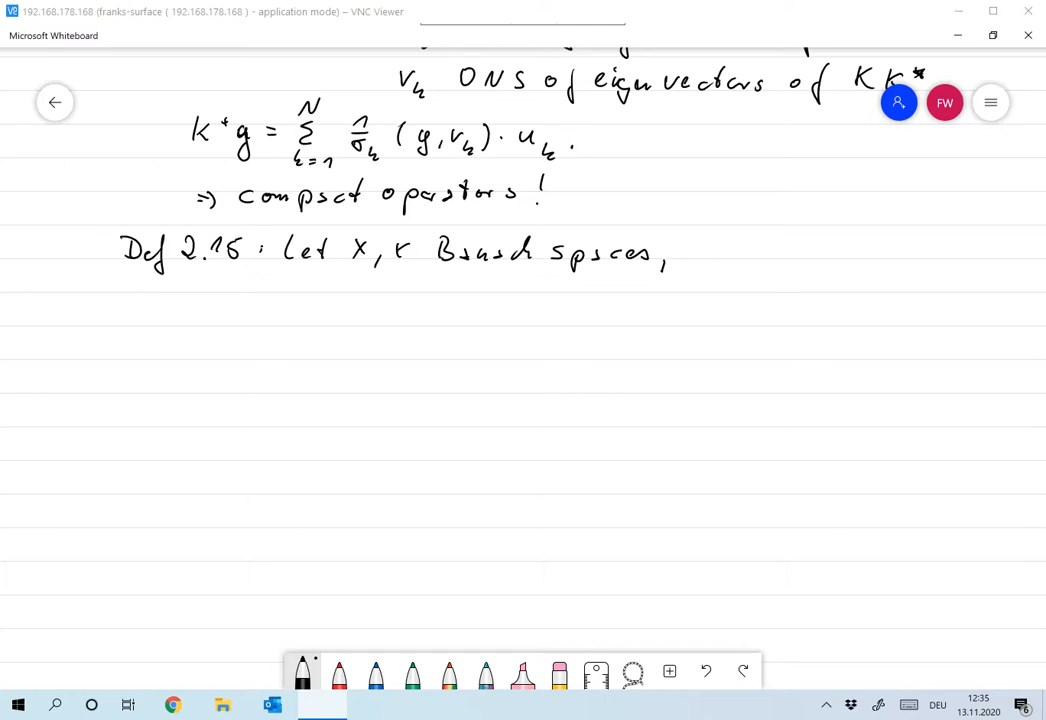 192.168.178.168 (franks-surface ( 192.168.178.168 ) - application mode) – VNC Viewer
Microsoft Whiteboard
v_k ONS of eigenvectors of K K*
FW
K^+ g = Σ_{k=1}^{N} 1/σ_k (g, v_k) · u_k.
=> compact operators!
Def 2.16: Let X, Y Banach spaces,
12:35
DEU
13.11.2020
6